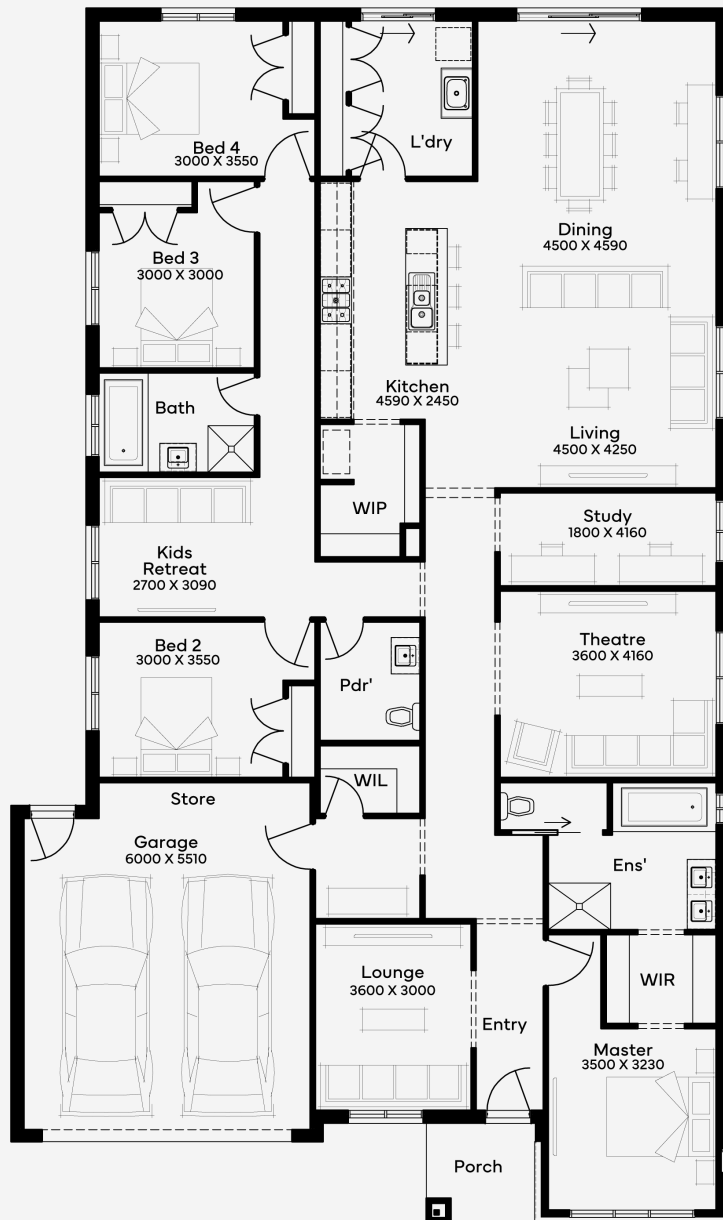 Bed 4
3000 X 3550
L'dry
Dining
4500 X 4590
Bed 3
3000 X 3000
Kitchen
4590 X 2450
Bath
Living
4500 X 4250
WIP
Study
1800 X 4160
Kids
Retreat
2700 X 3090
Theatre
3600 X 4160
Bed 2
3000 X 3550
Pdr'
WIL
Store
Garage
6000 X 5510
Ens'
Lounge
3600 X 3000
WIR
Entry
Master
3500 X 3230
Porch